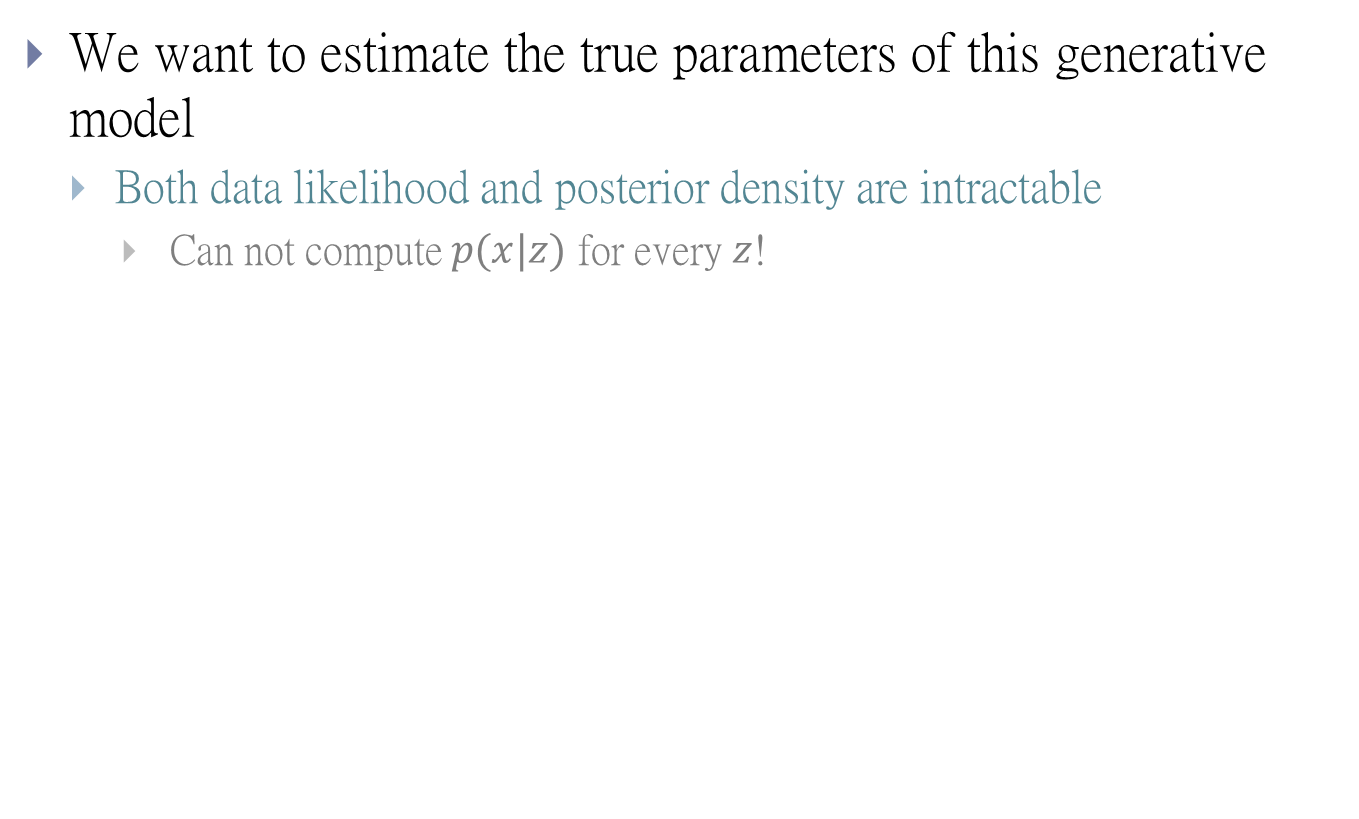 We want to estimate the true parameters of this generative
model
Both data likelihood and posterior density are intractable
Can not compute p(x|z) for every z!